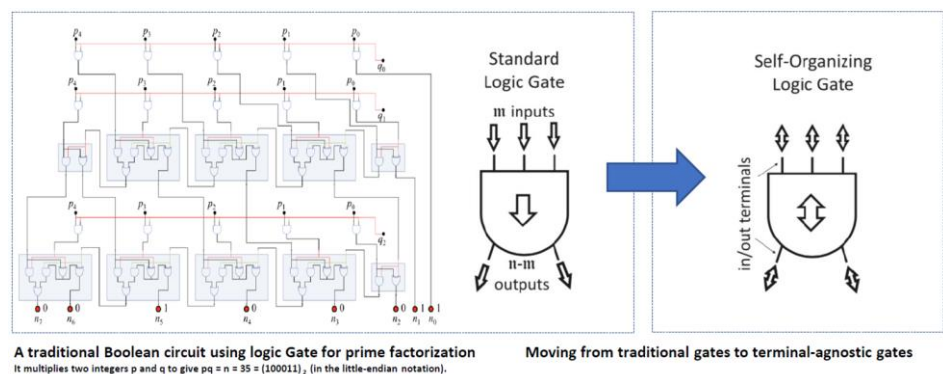 p4 p3 p2 p1 p0
q0
p4 p3 p2 p1 p0
q1
p4 p3 p2 p1 p0
q2
0 0 1 0 0 0 1 1
n7 n6 n5 n4 n3 n2 n1 n0
Standard
Logic Gate
m inputs
n-m
outputs
Self-Organizing
Logic Gate
in/out terminals
A traditional Boolean circuit using logic Gate for prime factorization
It multiplies two integers p and q to give pq = n = 35 = (100011)2 (in the little-endian notation).
Moving from traditional gates to terminal-agnostic gates